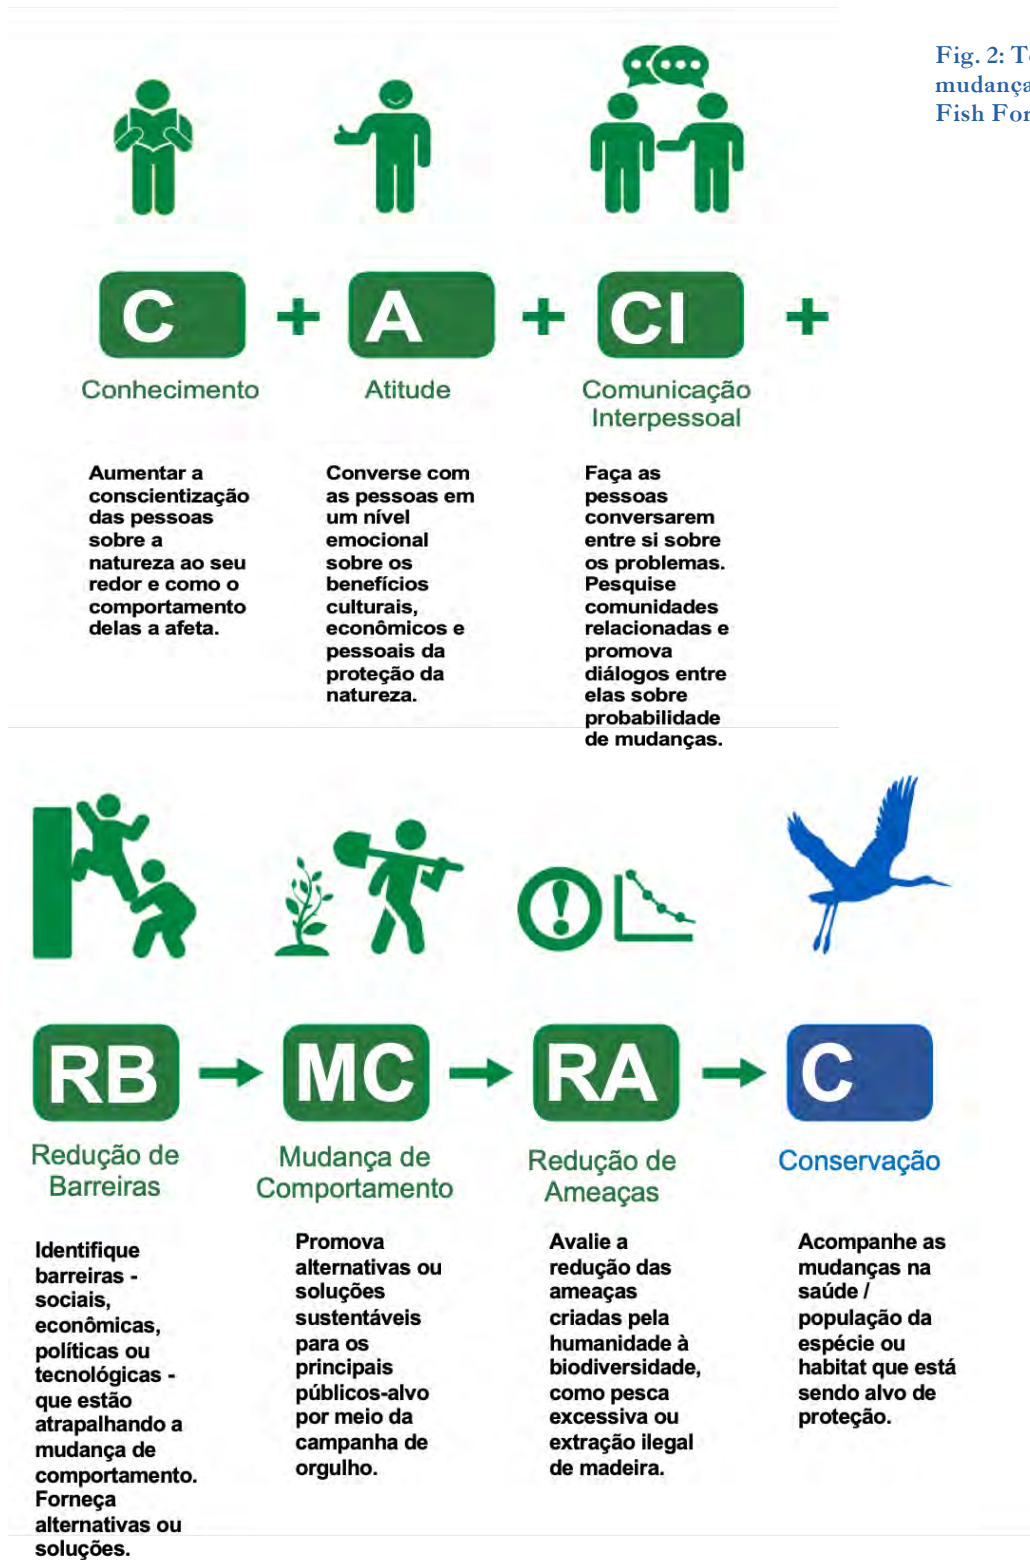 Fig. 2:
mudança
Fish
C + A + CI +
Conhecimento
Atitude
Comunicação
Interpessoal
Aumentar a
conscientização
das pessoas
sobre a
natureza ao seu
redor e como o
comportamento
delas a afeta.
Converse com
as pessoas em
um nível
emocional
sobre os
benefícios
culturais,
econômicos e
pessoais da
proteção da
natureza.
Faça as
pessoas
conversarem
entre si sobre
os problemas.
Pesquise
comunidades
relacionadas e
promova
diálogos entre
elas sobre
probabilidade
de mudanças.
RB
MC
RA
C
Redução de
Barreiras
Mudança de
Comportamento
Redução de
Ameaças
Conservação
Identifique
barreiras -
sociais,
econômicas,
políticas ou
tecnológicas -
que estão
atrapalhando a
mudança de
comportamento.
Forneça
alternativas ou
soluções.
Promova
alternativas ou
soluções
sustentáveis
para os
principais
públicos-alvo
por meio da
campanha de
orgulho.
Avalie a
redução das
ameaças
criadas pela
humanidade à
biodiversidade,
como pesca
excessiva ou
extração ilegal
de madeira.
Acompanhe as
mudanças na
saúde /
população da
espécie ou
habitat que está
sendo alvo de
proteção.